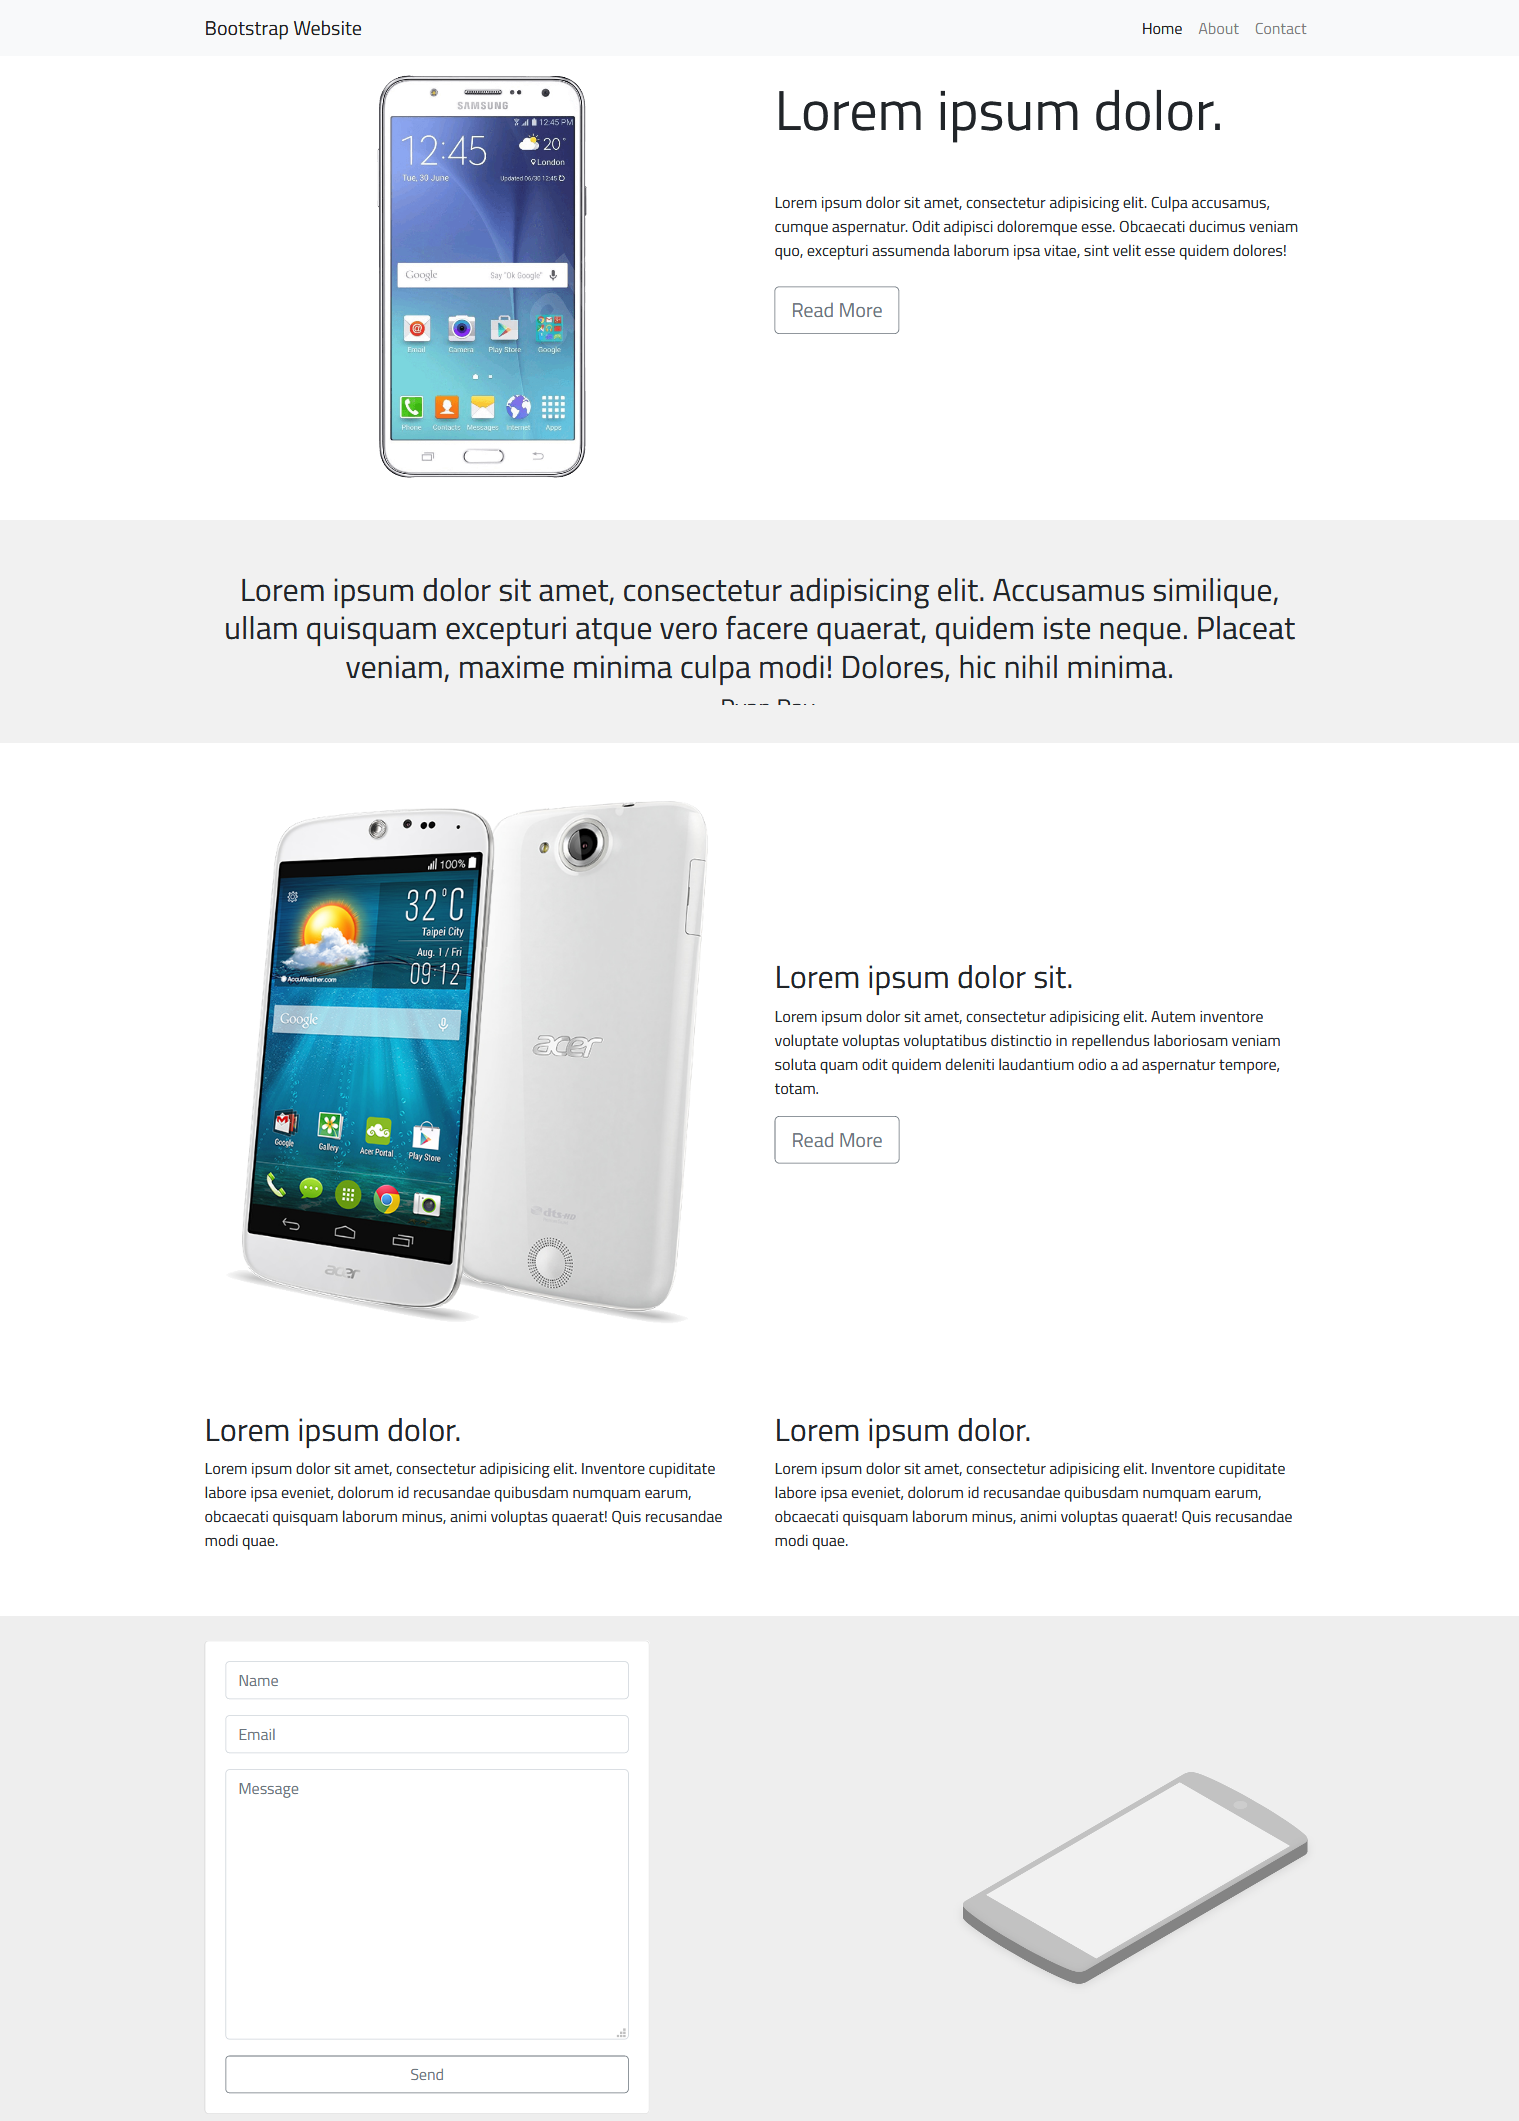 Bootstrap Website
Home About Contact
SAMSUNG
12:45 PM
12:45
20°
London
Tue, 30 June
Updated 06/30 12:45
Google
Say "Ok Google"
Email Camera Play Store Google
Phone Contacts Messages Internet Apps
Lorem ipsum dolor.
Lorem ipsum dolor sit amet, consectetur adipisicing elit. Culpa accusamus,
cumque aspernatur. Odit adipisci doloremque esse. Obcaecati ducimus veniam
quo, excepturi assumenda laborum ipsa vitae, sint velit esse quidem dolores!
Read More
Lorem ipsum dolor sit amet, consectetur adipisicing elit. Accusamus similique,
ullam quisquam excepturi atque vero facere quaerat, quidem iste neque. Placeat
veniam, maxime minima culpa modi! Dolores, hic nihil minima.
100%
32°C
Taipei City
Aug. 1 / Fri
09:12
AccuWeather.com
Google
Google Gallery Acer Portal Play Store
acer
acer
dts
Lorem ipsum dolor sit.
Lorem ipsum dolor sit amet, consectetur adipisicing elit. Autem inventore
voluptate voluptas voluptatibus distinctio in repellendus laboriosam veniam
soluta quam odit quidem deleniti laudantium odio a ad aspernatur tempore,
totam.
Read More
Lorem ipsum dolor.
Lorem ipsum dolor sit amet, consectetur adipisicing elit. Inventore cupiditate
labore ipsa eveniet, dolorum id recusandae quibusdam numquam earum,
obcaecati quisquam laborum minus, animi voluptas quaerat! Quis recusandae
modi quae.
Lorem ipsum dolor.
Lorem ipsum dolor sit amet, consectetur adipisicing elit. Inventore cupiditate
labore ipsa eveniet, dolorum id recusandae quibusdam numquam earum,
obcaecati quisquam laborum minus, animi voluptas quaerat! Quis recusandae
modi quae.
Name
Email
Message
Send